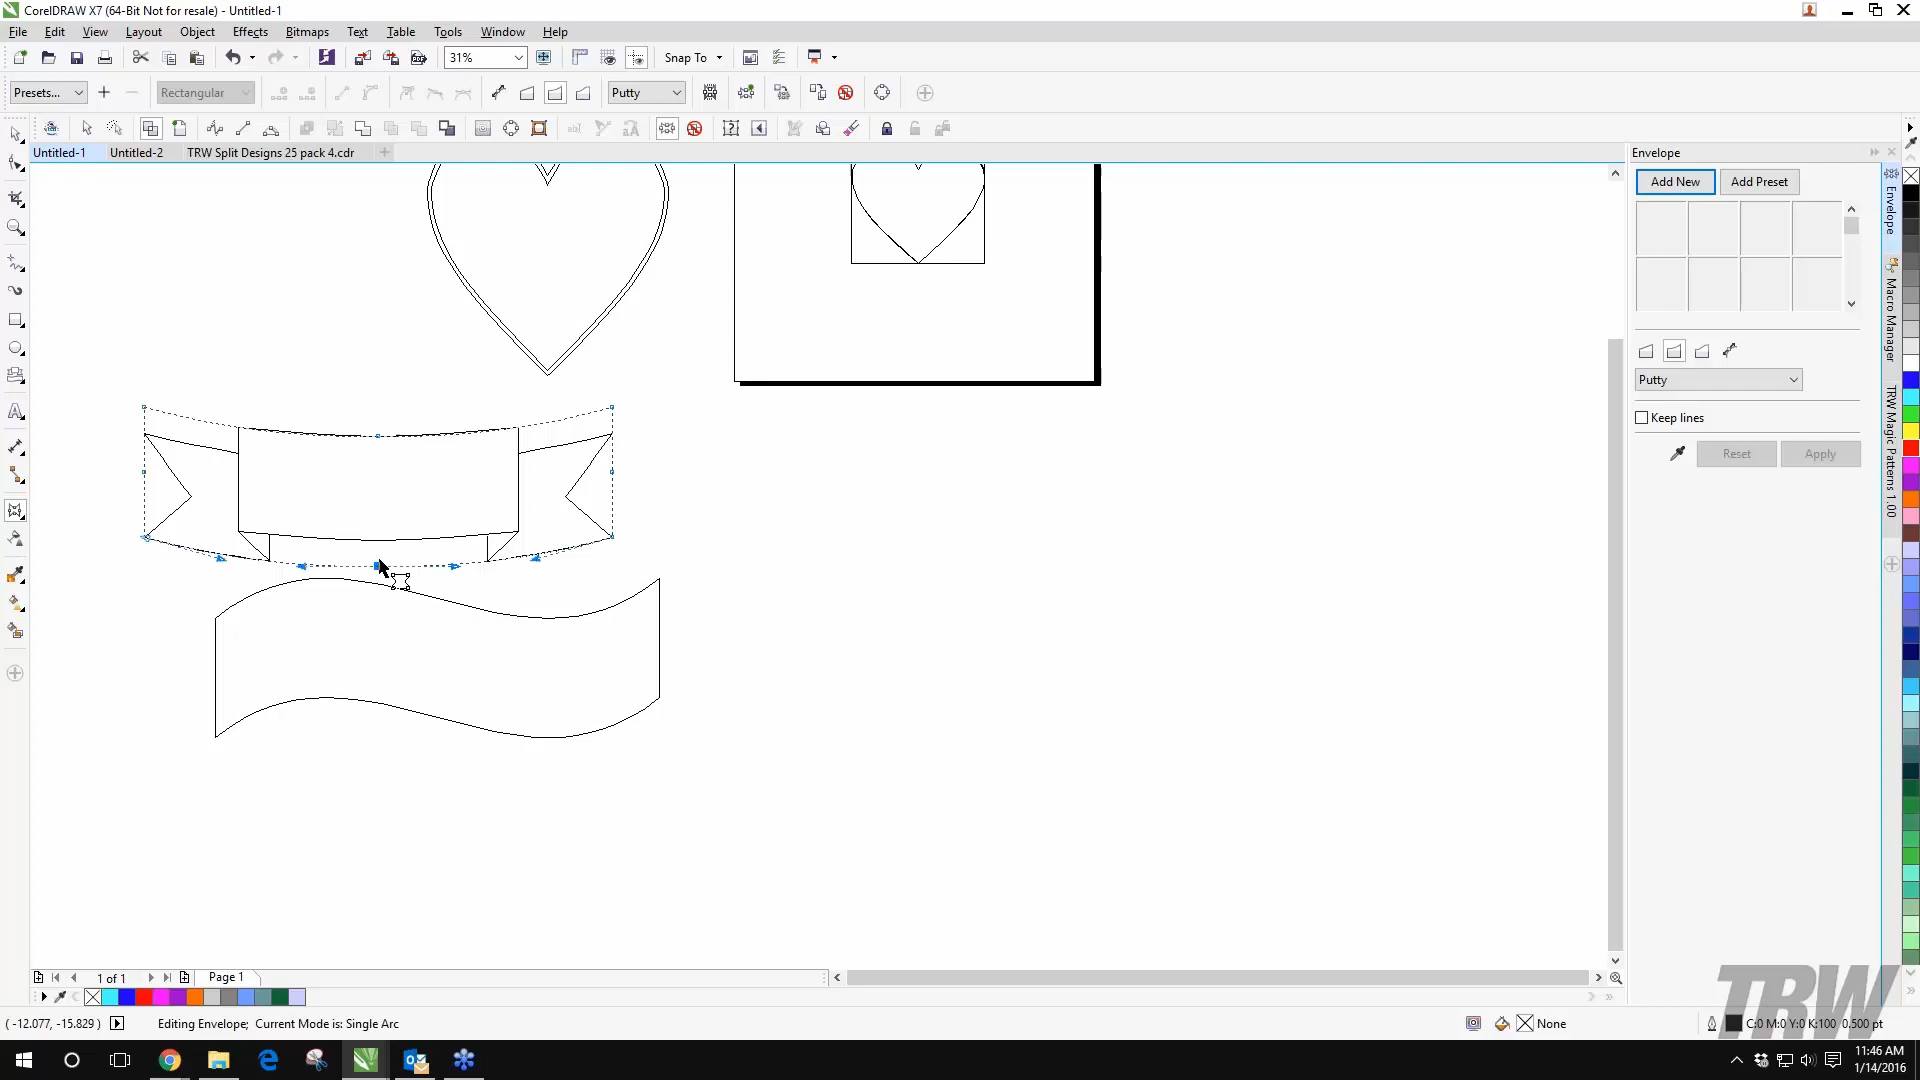 CorelDRAW X7 (64-Bit Not for resale) - Untitled-1
File Edit View Layout Object Effects Bitmaps Text Table Tools Window Help
31% Snap To
Presets... Rectangular Putty
Untitled-1 Untitled-2 TRW Split Designs 25 pack 4.cdr
Envelope
Add New Add Preset
Putty
Keep lines
Reset Apply
Envelope
Macro Manager
TRW Magic Patterns 1.00
1 of 1 Page 1
( -12.077, -15.829 ) Editing Envelope; Current Mode is: Single Arc None C:0 M:0 Y:0 K:100 0.500 pt
TRW
11:46 AM
1/14/2016